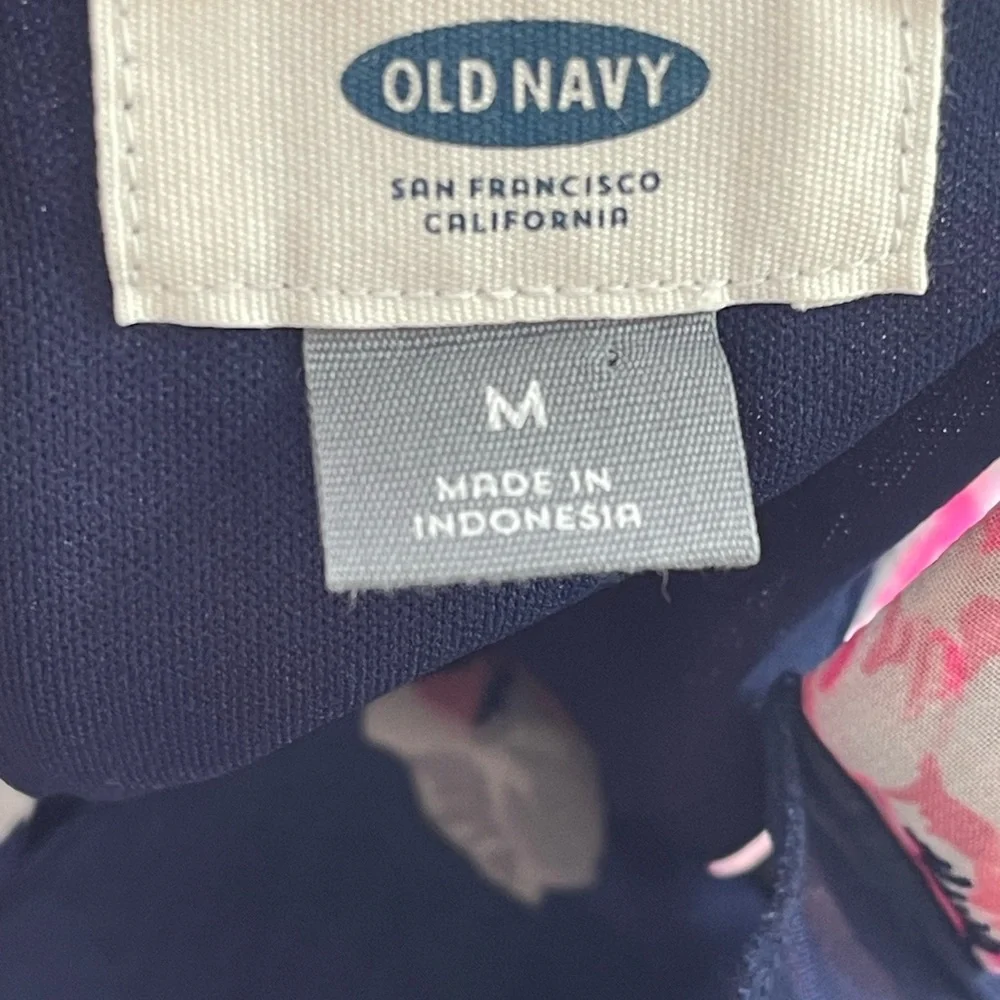 OLD NAVY
SAN FRANCISCO
CALIFORNIA
M
MADE IN
INDONESIA